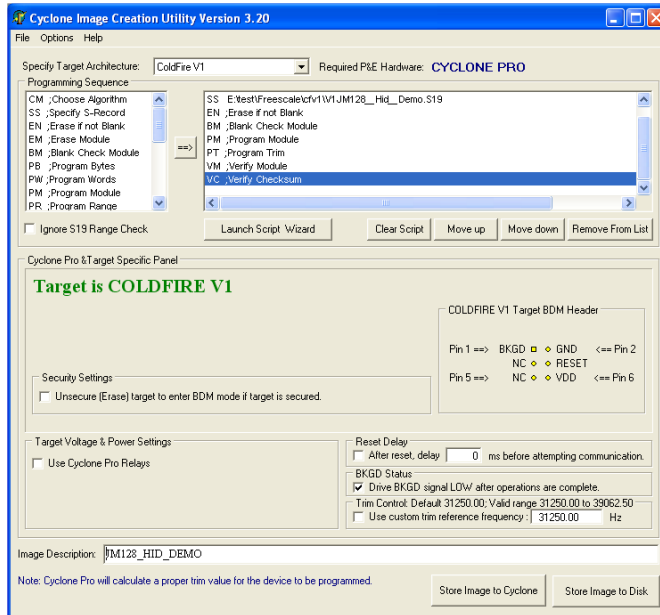 Cyclone Image Creation Utility Version 3.20
File Options Help
Specify Target Architecture: ColdFire V1 Required P&E Hardware: CYCLONE PRO
Programming Sequence
CM ;Choose Algorithm
SS ;Specify S-Record
EN ;Erase if not Blank
EM ;Erase Module
BM ;Blank Check Module
PB ;Program Bytes
PW ;Program Words
PM ;Program Module
PR ;Program Range
==>
SS E:\test\Freescale\cfv1\V1JM128__Hid__Demo.S19
EN ;Erase if not Blank
BM ;Blank Check Module
PM ;Program Module
PT ;Program Trim
VM ;Verify Module
VC ;Verify Checksum
Ignore S19 Range Check
Launch Script Wizard Clear Script Move up Move down Remove From List
Cyclone Pro &Target Specific Panel
Target is COLDFIRE V1
COLDFIRE V1 Target BDM Header
Pin 1 ==> BKGD GND <== Pin 2
NC RESET
Pin 5 ==> NC VDD <== Pin 6
Security Settings
Unsecure (Erase) target to enter BDM mode if target is secured.
Target Voltage & Power Settings
Use Cyclone Pro Relays
Reset Delay
After reset, delay 0 ms before attempting communication.
BKGD Status
Drive BKGD signal LOW after operations are complete.
Trim Control: Default 31250.00; Valid range 31250.00 to 39062.50
Use custom trim reference frequency : 31250.00 Hz
Image Description: JM128_HID_DEMO
Note: Cyclone Pro will calculate a proper trim value for the device to be programmed.
Store Image to Cyclone Store Image to Disk